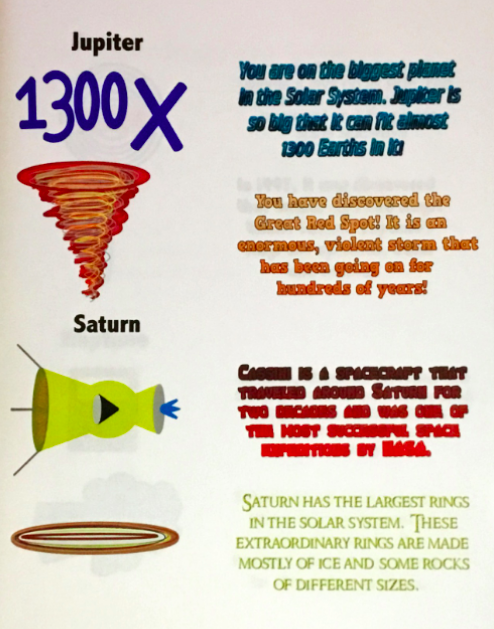 Jupiter
1300 X
You are on the biggest planet
in the Solar System. Jupiter is
so big that it can fit almost
1300 Earths in it!
You have discovered the
Great Red Spot! It is an
enormous, violent storm that
has been going on for
hundreds of years!
Saturn
Cassini is a spacecraft that
traveled around Saturn for
two decades and was one of
the most successful space
expeditions by NASA.
Saturn has the largest rings
in the solar system. These
extraordinary rings are made
mostly of ice and some rocks
of different sizes.